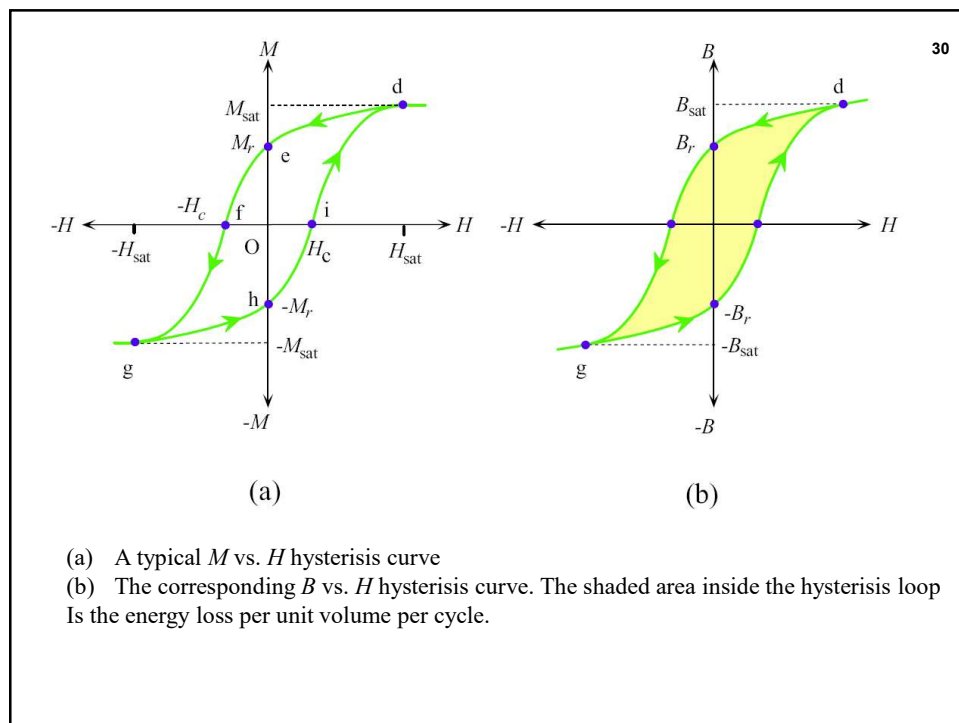 30
M
d
M_sat
M_r
e
-H_c
f
i
-H
H
-H_sat
O
H_c
H_sat
h
-M_r
-M_sat
g
-M
(a)
B
d
B_sat
B_r
-H
H
-B_r
-B_sat
g
-B
(b)
(a) A typical M vs. H hysterisis curve
(b) The corresponding B vs. H hysterisis curve. The shaded area inside the hysterisis loop
Is the energy loss per unit volume per cycle.